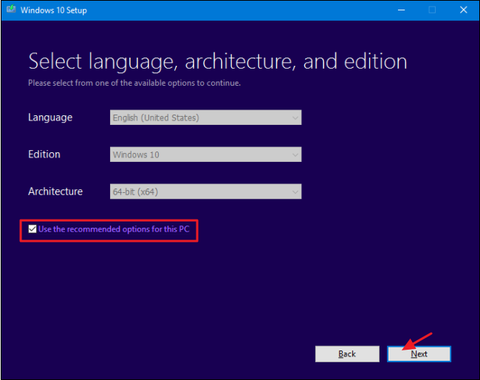 Windows 10 Setup
Select language, architecture, and edition
Please select from one of the available options to continue.
Language
English (United States)
Edition
Windows 10
Architecture
64-bit (x64)
Use the recommended options for this PC
Back
Next